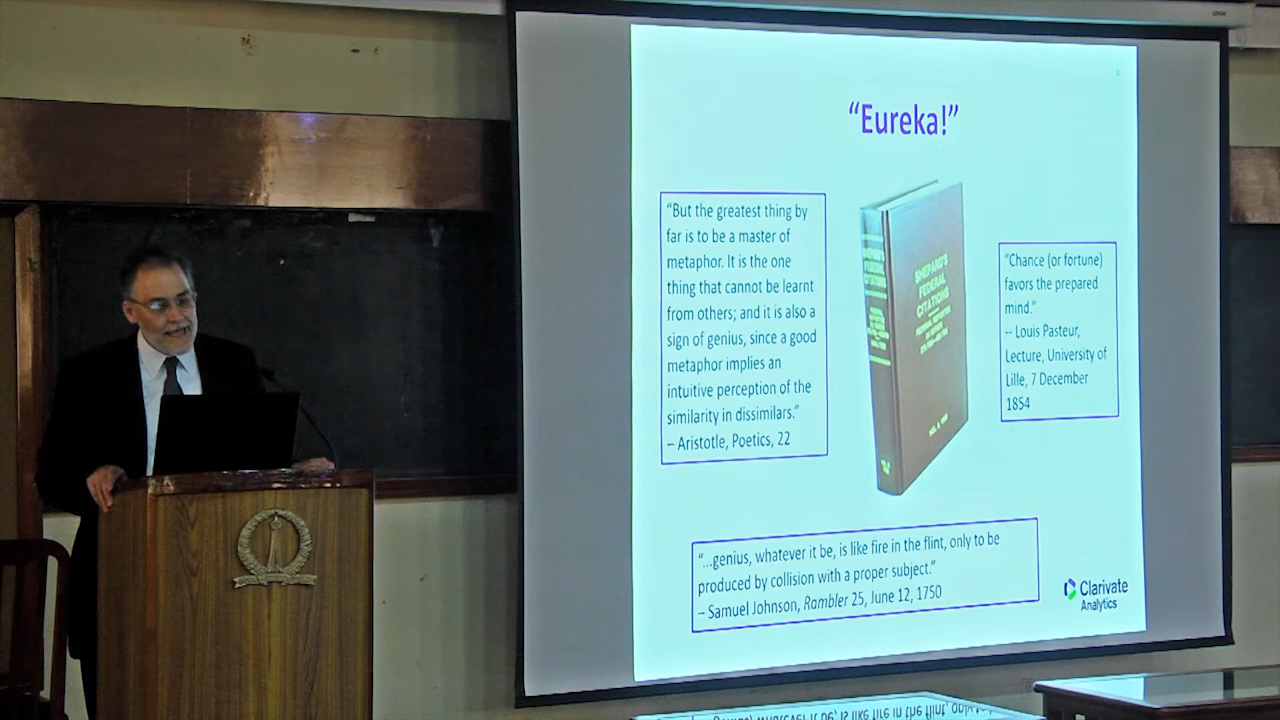 “Eureka!”
“But the greatest thing by
far is to be a master of
metaphor. It is the one
thing that cannot be learnt
from others; and it is also a
sign of genius, since a good
metaphor implies an
intuitive perception of the
similarity in dissimilars.”
– Aristotle, Poetics, 22
SHEPARD'S
FEDERAL
CITATIONS
“Chance (or fortune)
favors the prepared
mind.”
-- Louis Pasteur,
Lecture, University of
Lille, 7 December
1854
“...genius, whatever it be, is like fire in the flint, only to be
produced by collision with a proper subject.”
– Samuel Johnson, Rambler 25, June 12, 1750
Clarivate
Analytics